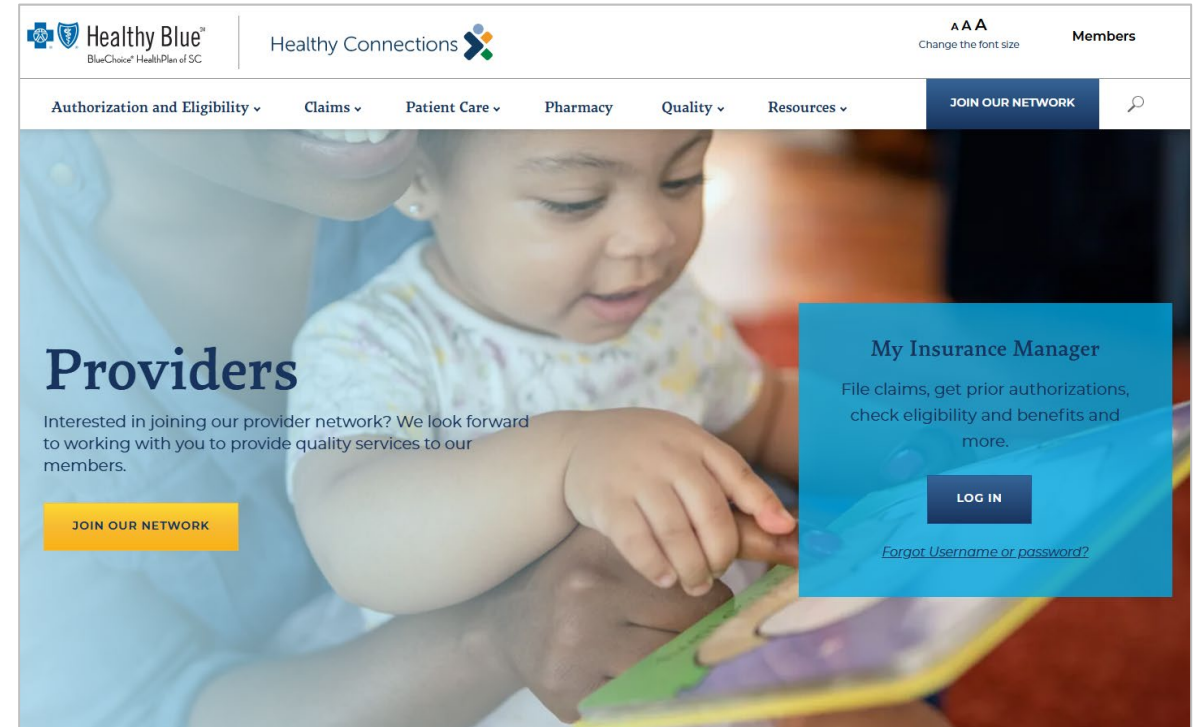 Healthy Blue℠
BlueChoice® HealthPlan of SC
Healthy Connections
A A A
Change the font size
Members
Authorization and Eligibility
Claims
Patient Care
Pharmacy
Quality
Resources
JOIN OUR NETWORK
Providers
Interested in joining our provider network? We look forward
to working with you to provide quality services to our
members.
JOIN OUR NETWORK
My Insurance Manager
File claims, get prior authorizations,
check eligibility and benefits and
more.
LOG IN
Forgot Username or password?